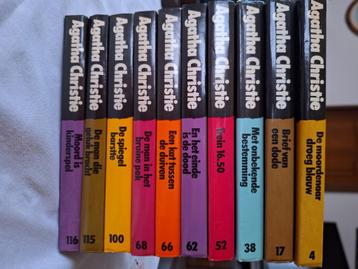 Agatha Christie
Moord is
kinderspel
116
Agatha Christie
De man die
geluk bracht
115
Agatha Christie
De spiegel
barstte
100
Agatha Christie
De man in het
bruine pak
68
Agatha Christie
Een kat tussen
de duiven
66
Agatha Christie
En het einde
is de dood
62
Agatha Christie
Trein 16.50
52
Agatha Christie
Met onbekende
bestemming
38
Agatha Christie
Brief van
een dode
17
Agatha Christie
De moordenaar
droeg blauw
4